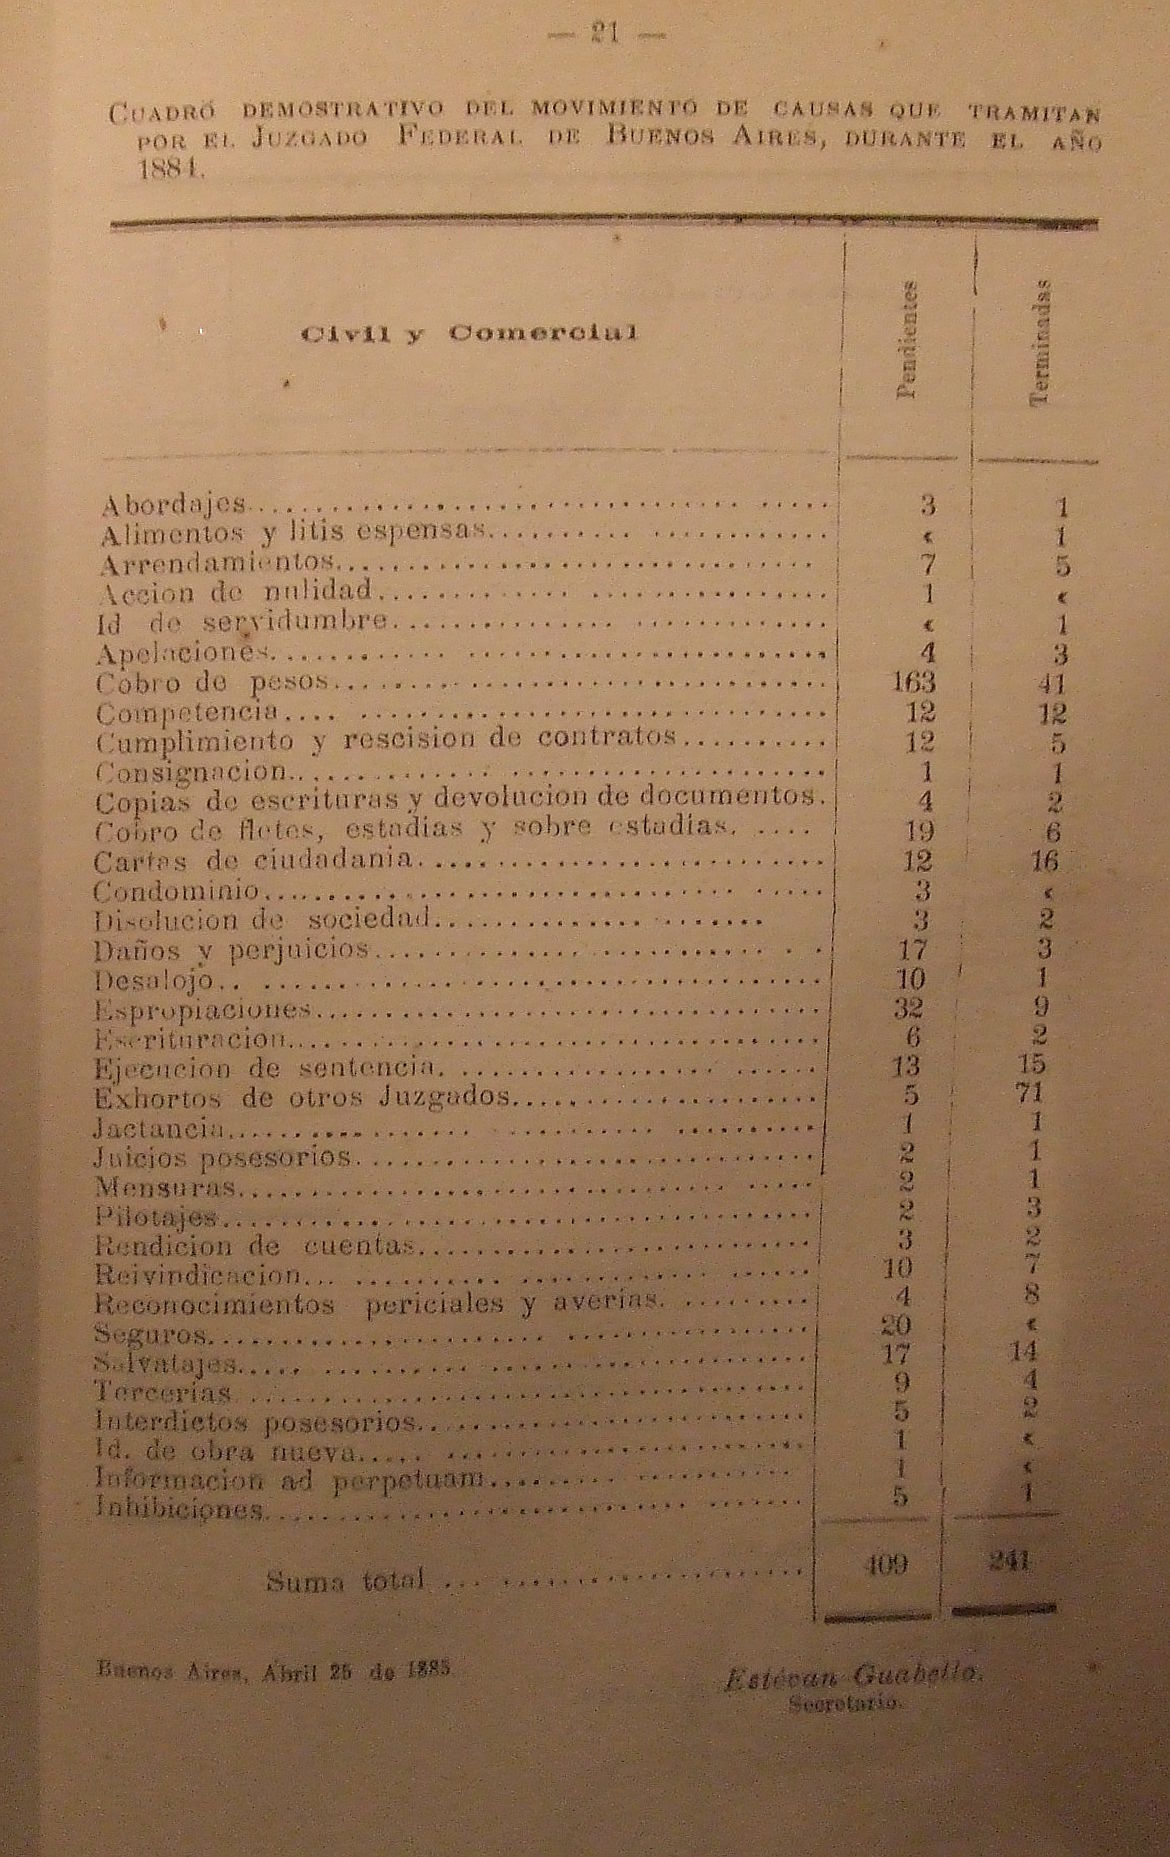 — 21 —
CUADRO DEMOSTRATIVO DEL MOVIMIENTO DE CAUSAS QUE TRAMITAN
POR EL JUZGADO FEDERAL DE BUENOS AIRES, DURANTE EL AÑO
1884.
Civil y Comercial Pendientes Terminadas
Abordajes 3 1
Alimentos y litis espensas « 1
Arrendamientos 7 5
Accion de nulidad 1 «
Id de servidumbre « 1
Apelaciones 4 3
Cobro de pesos 163 41
Competencia 12 12
Cumplimiento y rescision de contratos 12 5
Consignacion 1 1
Copias de escrituras y devolucion de documentos. 4 2
Cobro de fletes, estadias y sobre estadias. 19 6
Cartas de ciudadania 12 16
Condominio 3 «
Disolucion de sociedad 3 2
Daños y perjuicios 17 3
Desalojo 10 1
Espropiaciones 32 9
Escrituracion 6 2
Ejecucion de sentencia 13 15
Exhortos de otros Juzgados 5 71
Jactancia 1 1
Juicios posesorios 2 1
Mensuras 2 1
Pilotajes 2 3
Rendicion de cuentas 3 2
Reivindicacion 10 7
Reconocimientos periciales y averias. 4 8
Seguros 20 «
Salvatajes 17 14
Tercerias 9 4
Interdictos posesorios 5 2
Id. de obra nueva 1 «
Informacion ad perpetuam 1 «
Inhibiciones 5 1
Suma total 409 241
Buenos Aires, Abril 25 de 1885
Estévan Guabello.
Secretario.